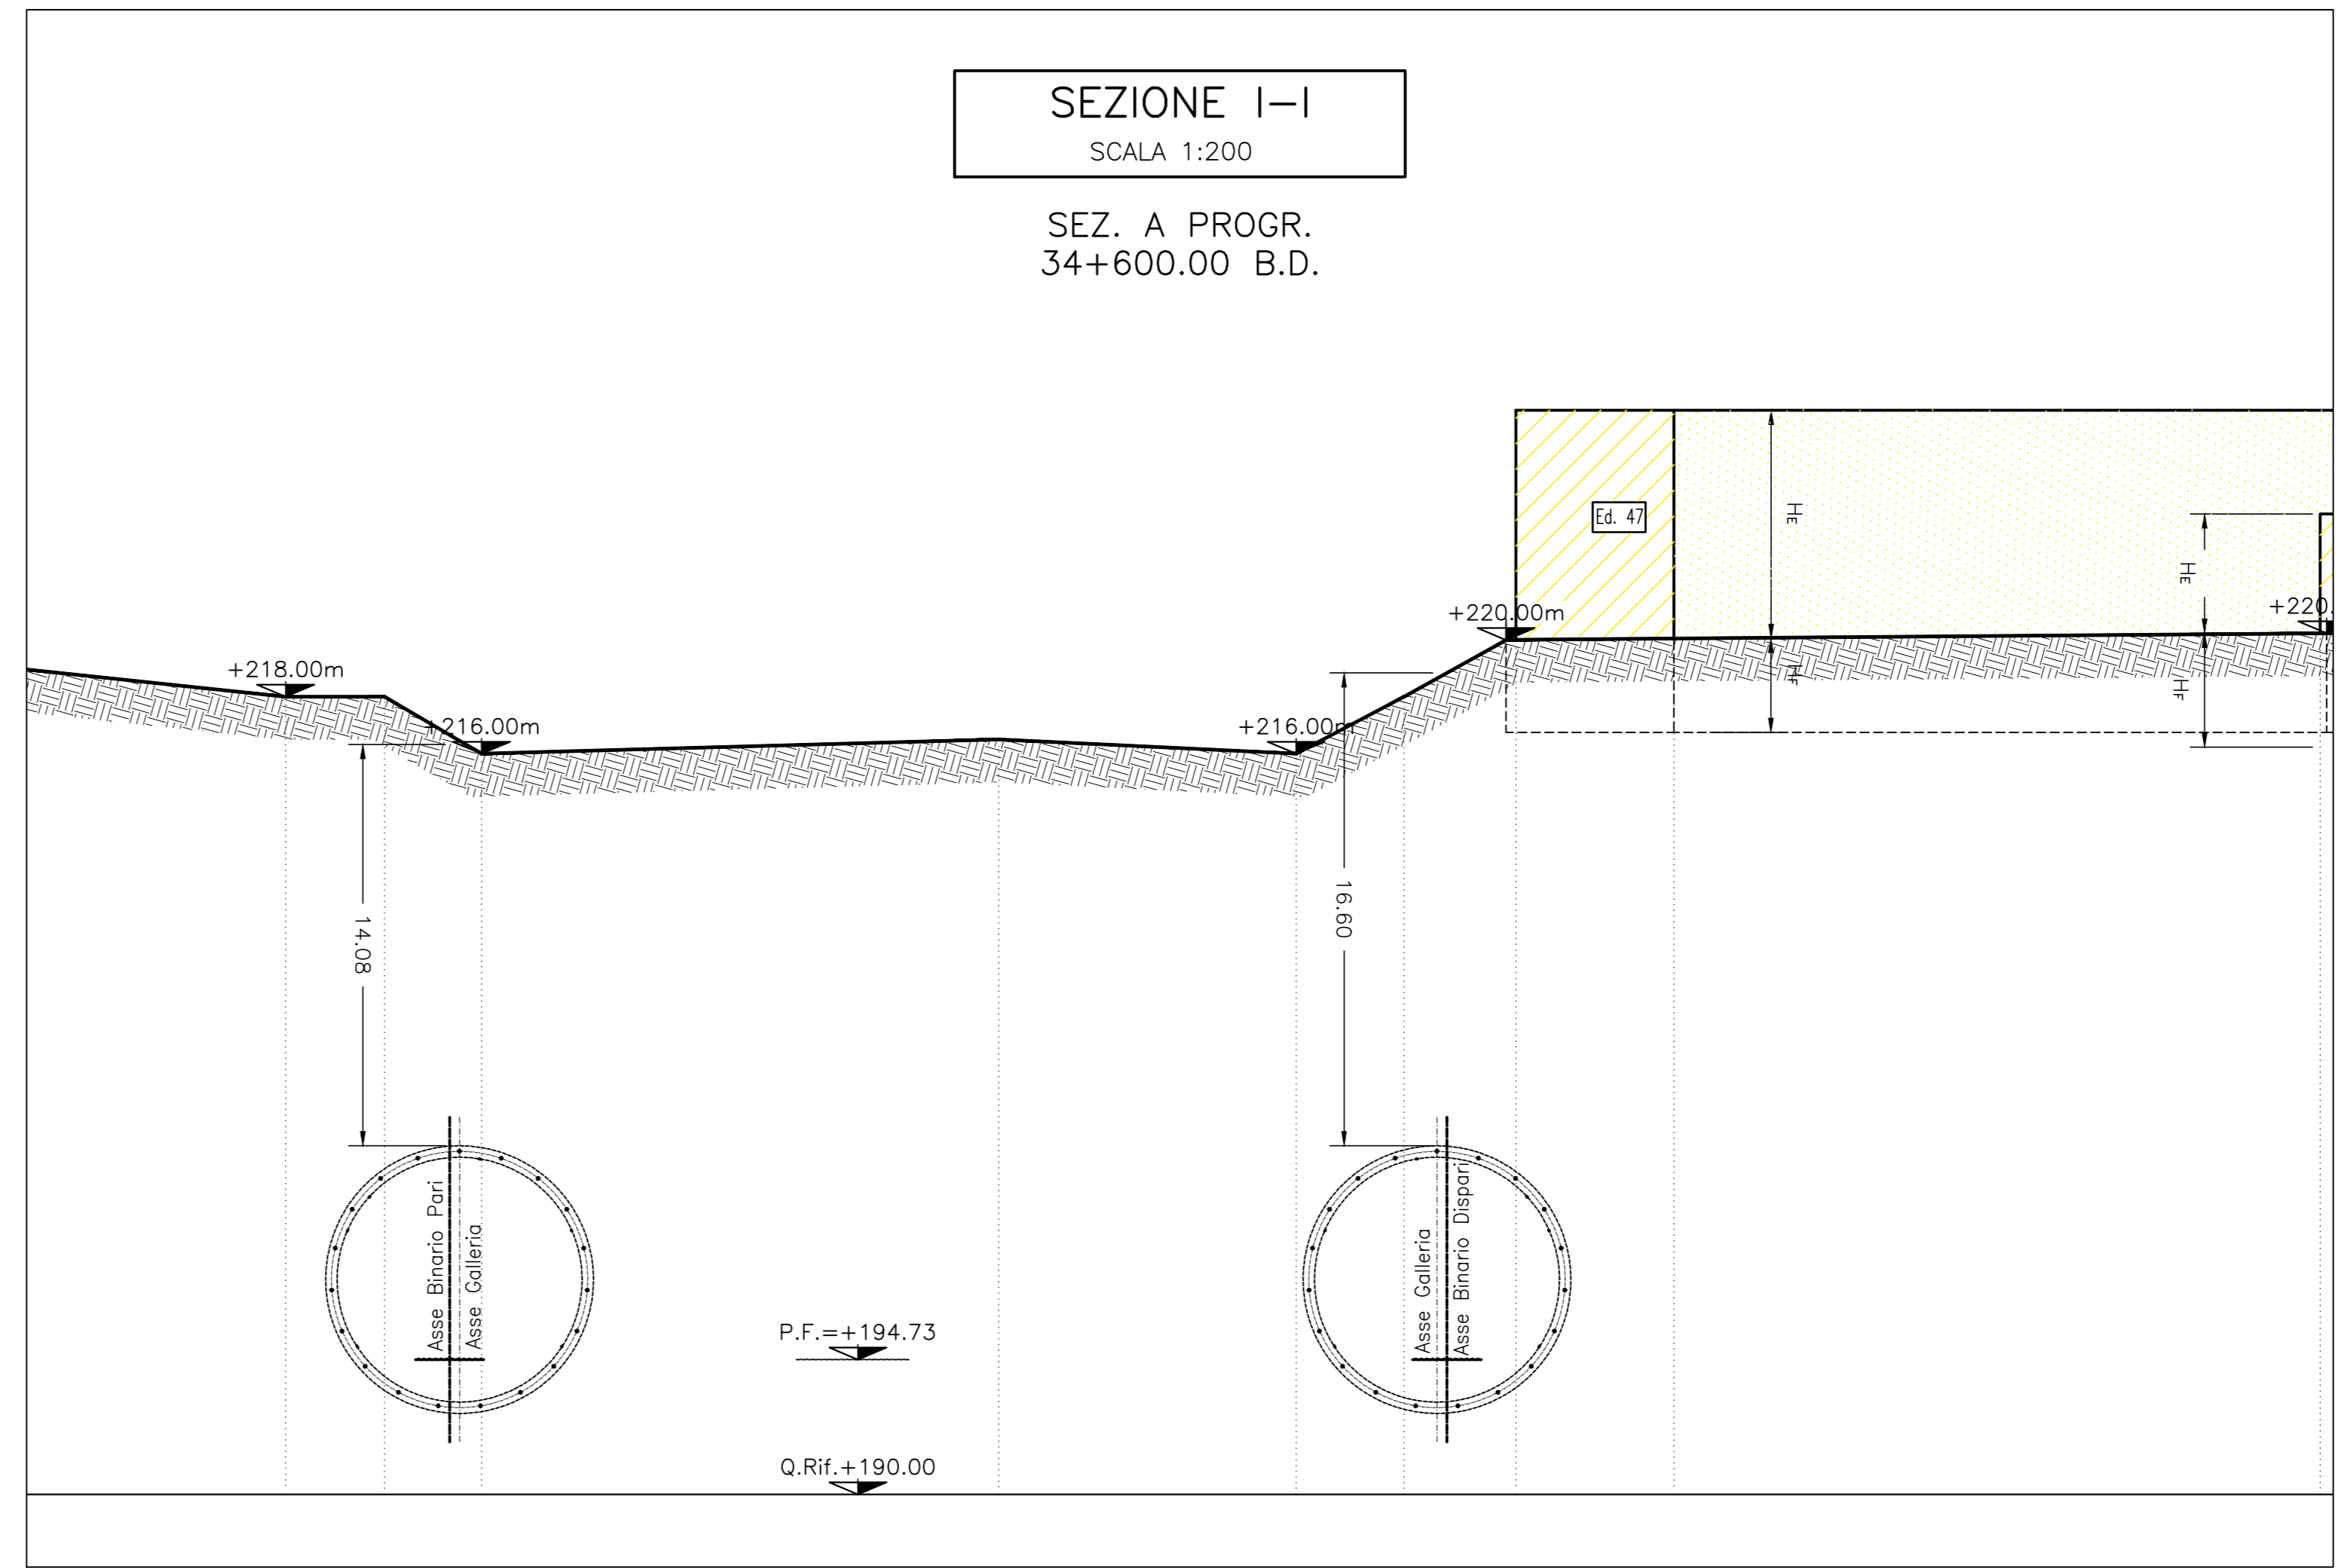 SEZIONE I-I
SCALA 1:200
SEZ. A PROGR.
34+600.00 B.D.
Ed. 47
HE
HE
+220.00m
+220.
+218.00m
HF
HF
+216.00m
+216.00m
16.60
14.08
Asse Binario Pari
Asse Galleria
Asse Galleria
Asse Binario Dispari
P.F.=+194.73
Q.Rif.+190.00